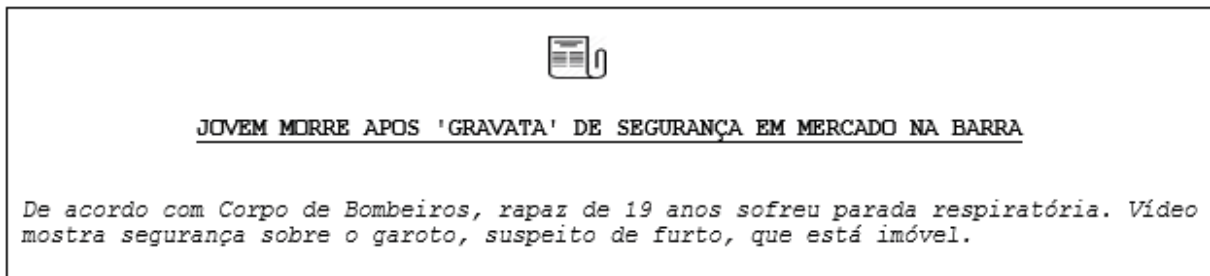 JOVEM MORRE APOS 'GRAVATA' DE SEGURANÇA EM MERCADO NA BARRA
De acordo com Corpo de Bombeiros, rapaz de 19 anos sofreu parada respiratória. Vídeo
mostra segurança sobre o garoto, suspeito de furto, que está imóvel.